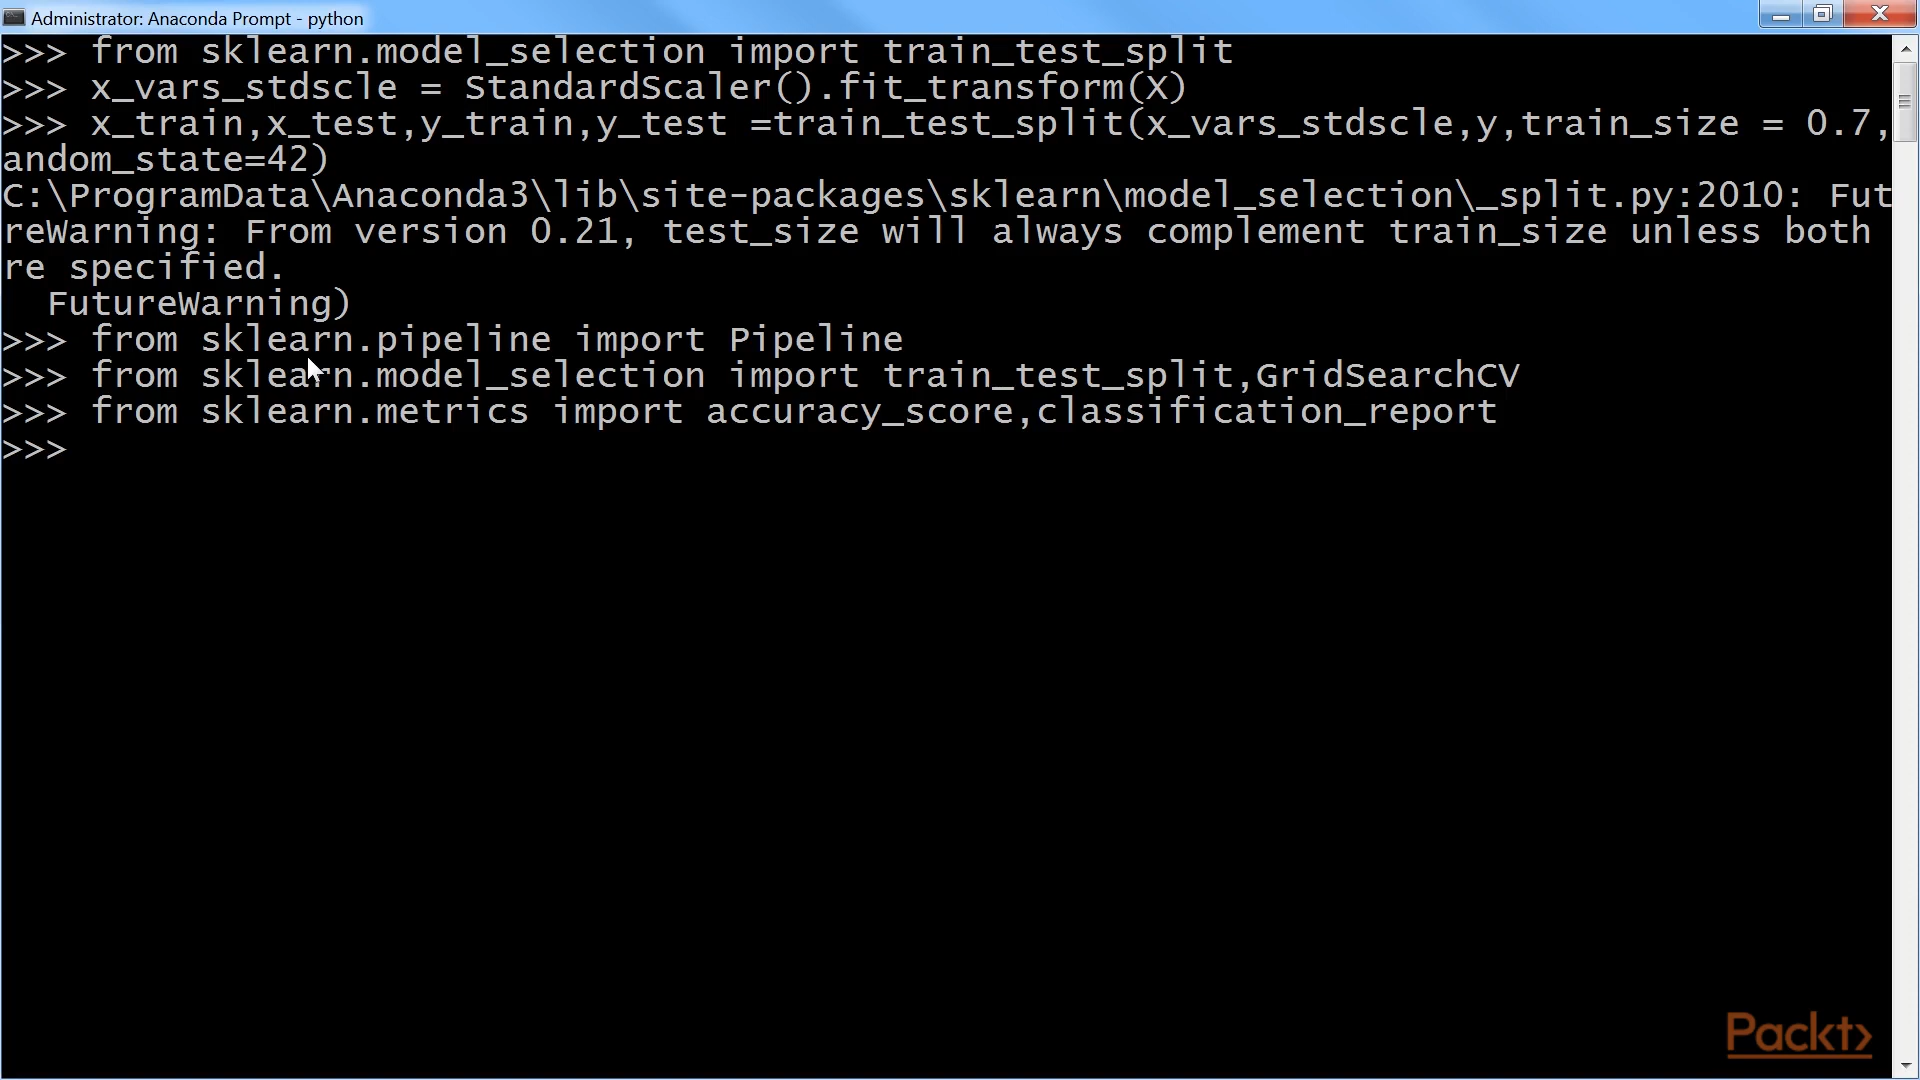 Administrator: Anaconda Prompt - python
>>> from sklearn.model_selection import train_test_split
>>> x_vars_stdscle = StandardScaler().fit_transform(X)
>>> x_train,x_test,y_train,y_test =train_test_split(x_vars_stdscle,y,train_size = 0.7,
andom_state=42)
C:\ProgramData\Anaconda3\lib\site-packages\sklearn\model_selection\_split.py:2010: Fut
reWarning: From version 0.21, test_size will always complement train_size unless both
re specified.
  FutureWarning)
>>> from sklearn.pipeline import Pipeline
>>> from sklearn.model_selection import train_test_split,GridSearchCV
>>> from sklearn.metrics import accuracy_score,classification_report
>>>
Packt>